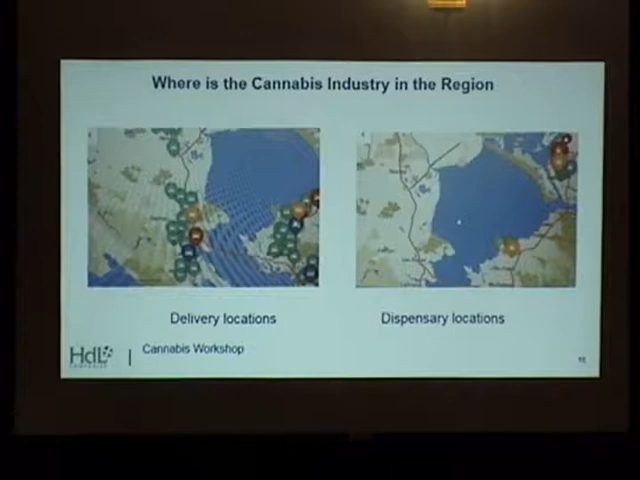 Where is the Cannabis Industry in the Region
Delivery locations
Dispensary locations
HdL
Cannabis Workshop